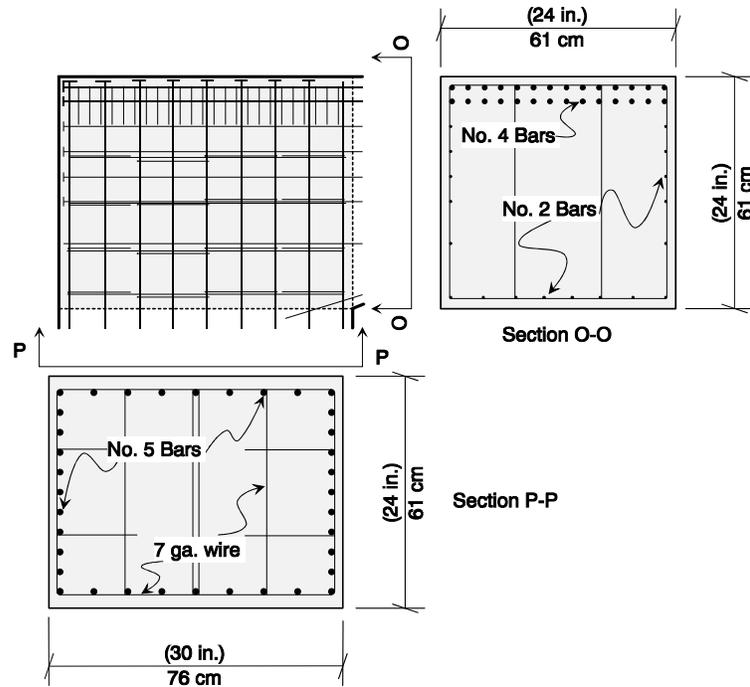 (24 in.)
61 cm
O
No. 4 Bars
(24 in.)
61 cm
No. 2 Bars
O
Section O-O
P
P
No. 5 Bars
(24 in.)
61 cm
Section P-P
7 ga. wire
(30 in.)
76 cm